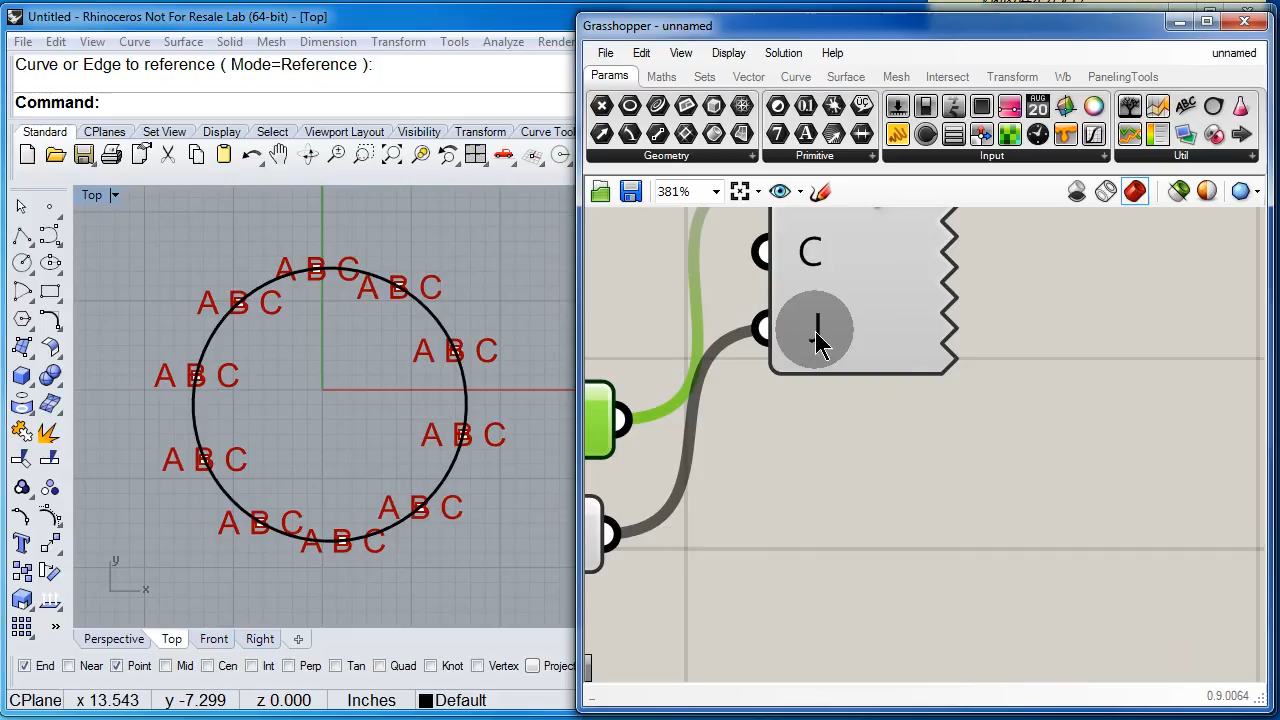 Untitled - Rhinoceros Not For Resale Lab (64-bit) - [Top]
File Edit View Curve Surface Solid Mesh Dimension Transform Tools Analyze Render
Curve or Edge to reference ( Mode=Reference ):
Command:
Standard CPlanes Set View Display Select Viewport Layout Visibility Transform Curve Tools
Top
A B C
A B C
A B C
A B C
A B C
A B C
A B C
A B C
A B C
A B C
y
x
Perspective Top Front Right
End Near Point Mid Cen Int Perp Tan Quad Knot Vertex Project
CPlane x 13.543 y -7.299 z 0.000 Inches Default
Grasshopper - unnamed
File Edit View Display Solution Help unnamed
Params Maths Sets Vector Curve Surface Mesh Intersect Transform Wb PanelingTools
Geometry Primitive Input Util
381%
C
J
0.9.0064